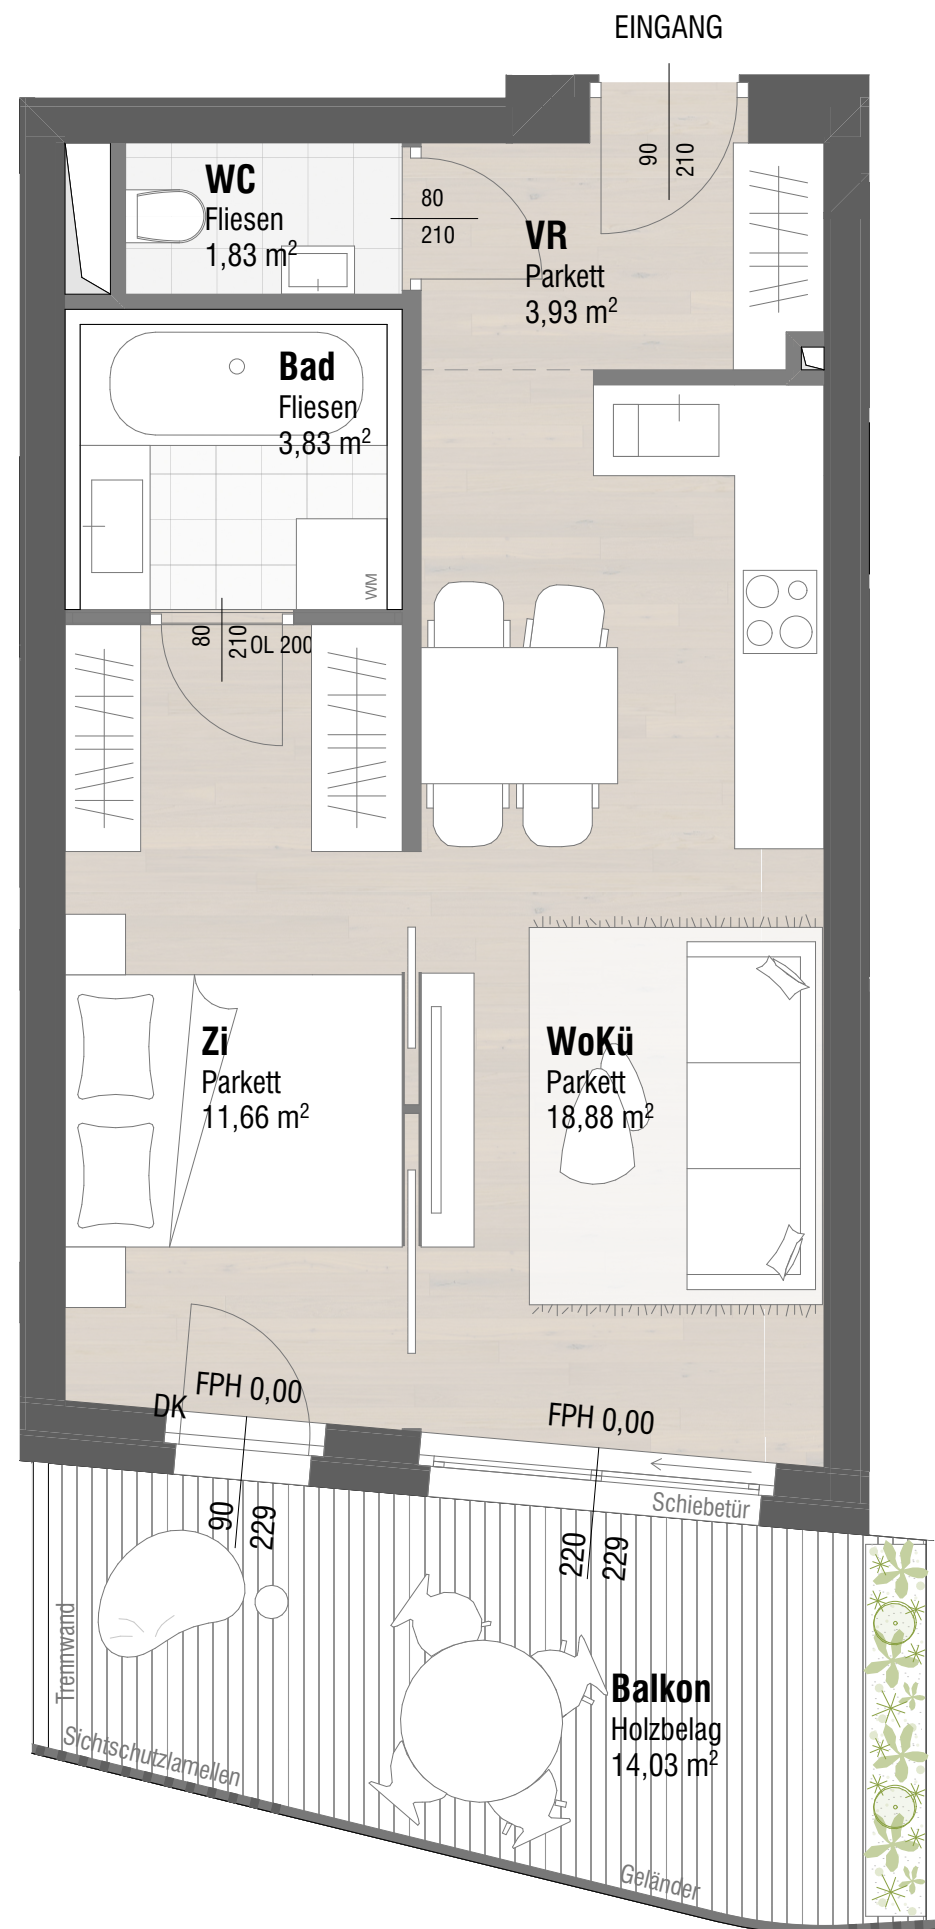 EINGANG
90
210
WC
Fliesen
1,83 m²
80
210
VR
Parkett
3,93 m²
Bad
Fliesen
3,83 m²
WM
80
210
OL 200
Zi
Parkett
11,66 m²
WoKü
Parkett
18,88 m²
DK
FPH 0,00
FPH 0,00
Schiebetür
90
229
220
229
Trennwand
Balkon
Holzbelag
14,03 m²
Sichtschutzlamellen
Geländer